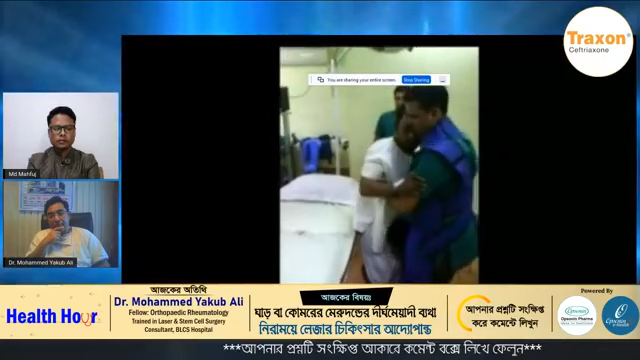 Traxon®
Ceftriaxone
You are sharing your entire screen.
Stop Sharing
Md Mahfuj
Dr. Mohammed Yakub Ali
Health Hour
আজকের অতিথি
Dr. Mohammed Yakub Ali
Fellow: Orthopaedic Rheumatology
Trained in Laser & Stem Cell Surgery
Consultant, BLCS Hospital
আজকের বিষয়ঃ
ঘাড় বা কোমরের মেরুদন্ডের দীর্ঘমেয়াদী ব্যথা
নিরাময়ে লেজার চিকিৎসার আদ্যোপান্ত
আপনার প্রশ্নটি সংক্ষিপ্ত
করে কমেন্টে লিখুন
Powered By
Opsonin Pharma
***আপনার প্রশ্নটি সংক্ষিপ্ত আকারে কমেন্ট বক্সে লিখে ফেলুন***